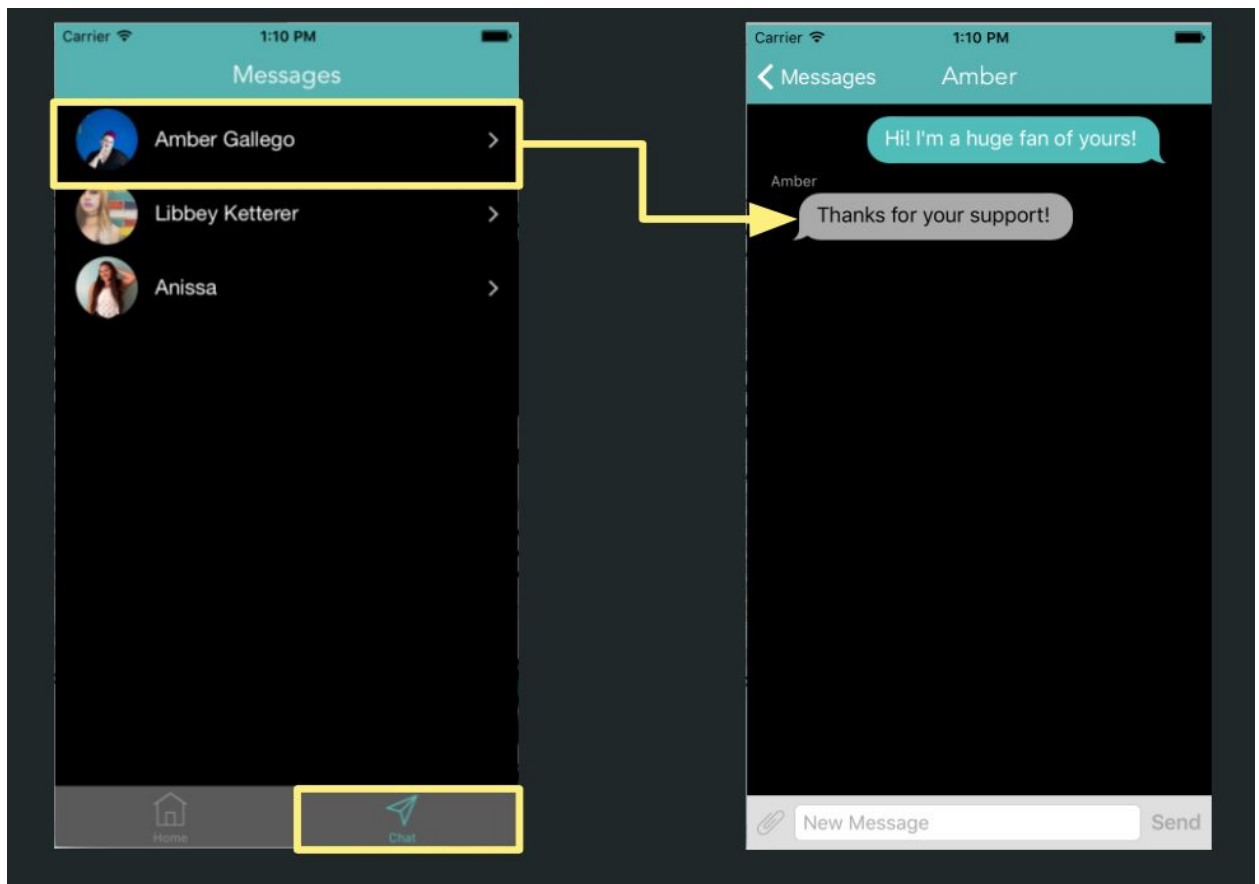 Carrier 1:10 PM
Messages
Amber Gallego
Libbey Ketterer
Anissa
Home Chat
Carrier 1:10 PM
Messages Amber
Hi! I'm a huge fan of yours!
Amber
Thanks for your support!
New Message Send